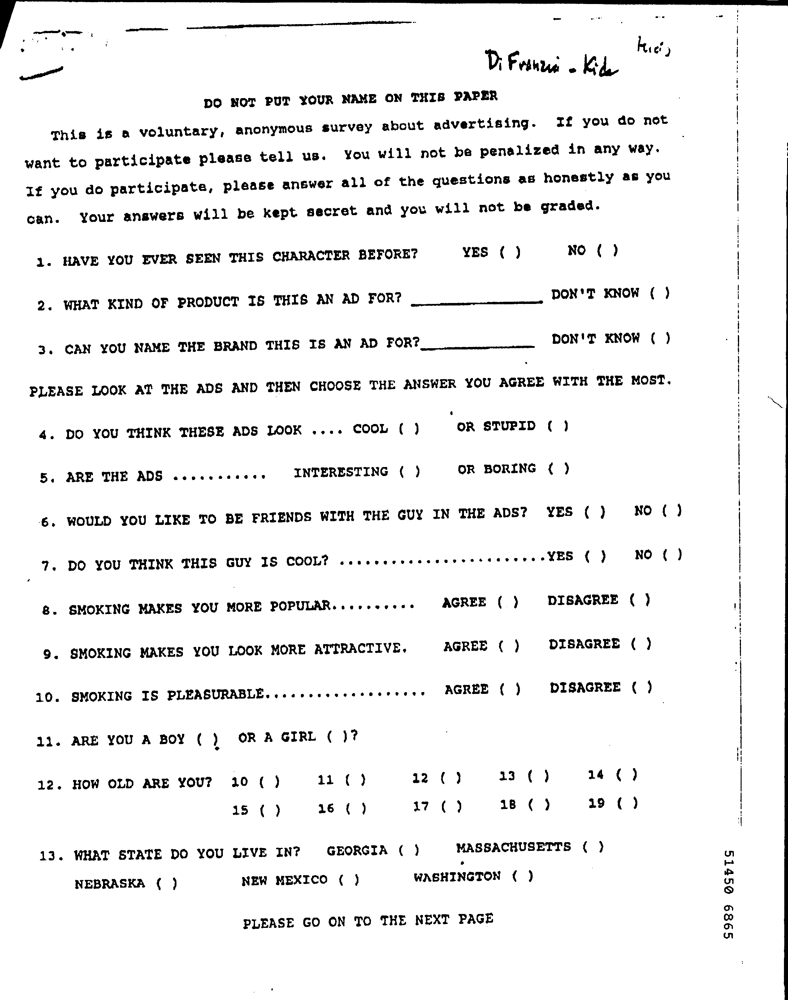 DiFranza - Kids
DO NOT PUT YOUR NAME ON THIS PAPER
This is a voluntary, anonymous survey about advertising. If you do not
want to participate please tell us. You will not be penalized in any way.
If you do participate, please answer all of the questions as honestly as you
can. Your answers will be kept secret and you will not be graded.
1. HAVE YOU EVER SEEN THIS CHARACTER BEFORE? YES ( ) NO ( )
2. WHAT KIND OF PRODUCT IS THIS AN AD FOR? _______________ DON'T KNOW ( )
3. CAN YOU NAME THE BRAND THIS IS AN AD FOR?_____________ DON'T KNOW ( )
PLEASE LOOK AT THE ADS AND THEN CHOOSE THE ANSWER YOU AGREE WITH THE MOST.
4. DO YOU THINK THESE ADS LOOK .... COOL ( ) OR STUPID ( )
5. ARE THE ADS ........... INTERESTING ( ) OR BORING ( )
6. WOULD YOU LIKE TO BE FRIENDS WITH THE GUY IN THE ADS? YES ( ) NO ( )
7. DO YOU THINK THIS GUY IS COOL? ........................YES ( ) NO ( )
8. SMOKING MAKES YOU MORE POPULAR.......... AGREE ( ) DISAGREE ( )
9. SMOKING MAKES YOU LOOK MORE ATTRACTIVE. AGREE ( ) DISAGREE ( )
10. SMOKING IS PLEASURABLE................... AGREE ( ) DISAGREE ( )
11. ARE YOU A BOY ( ) OR A GIRL ( )?
12. HOW OLD ARE YOU? 10 ( ) 11 ( ) 12 ( ) 13 ( ) 14 ( )
15 ( ) 16 ( ) 17 ( ) 18 ( ) 19 ( )
13. WHAT STATE DO YOU LIVE IN? GEORGIA ( ) MASSACHUSETTS ( )
NEBRASKA ( ) NEW MEXICO ( ) WASHINGTON ( )
PLEASE GO ON TO THE NEXT PAGE
51450 6865